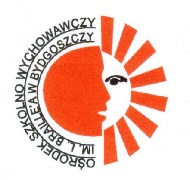 OŚRODEK SZKOLNO WYCHOWAWCZY
IM. L. BRAILLE'A W BYDGOSZCZY